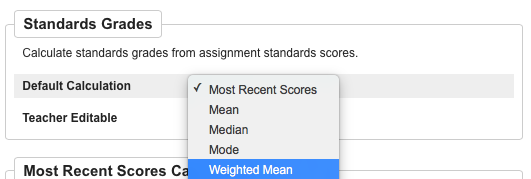 Standards Grades
Calculate standards grades from assignment standards scores.
Default Calculation
✓ Most Recent Scores
Mean
Teacher Editable
Median
Mode
Most Recent Scores Ca
Weighted Mean